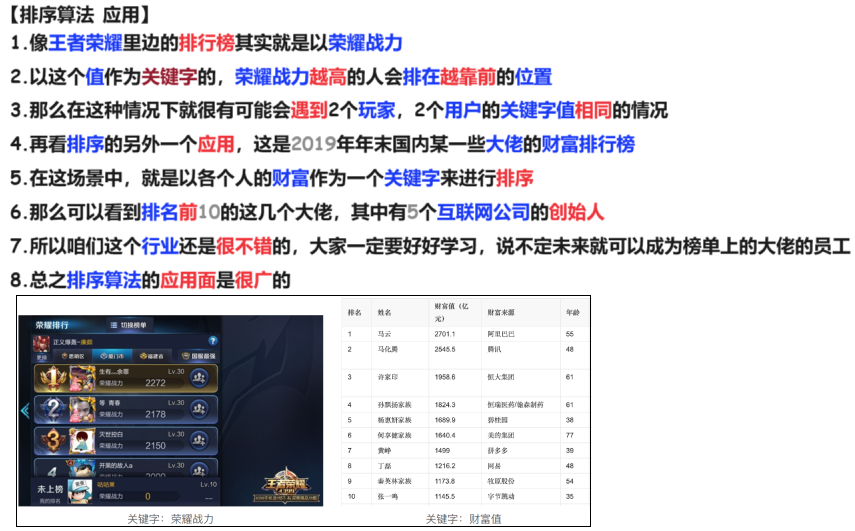 【排序算法 应用】
1.像王者荣耀里边的排行榜其实就是以荣耀战力
2.以这个值作为关键字的，荣耀战力越高的人会排在越靠前的位置
3.那么在这种情况下就很有可能会遇到2个玩家，2个用户的关键字值相同的情况
4.再看排序的另外一个应用，这是2019年年末国内某一些大佬的财富排行榜
5.在这场景中，就是以各个人的财富作为一个关键字来进行排序
6.那么可以看到排名前10的这几个大佬，其中有5个互联网公司的创始人
7.所以咱们这个行业还是很不错的，大家一定要好好学习，说不定未来就可以成为榜单上的大佬的员工
8.总之排序算法的应用面是很广的
荣耀排行 切换榜单
正义爆轰-廉颇
厦门市 福建省 国服最强
生有...余罪 Lv.30
荣耀战力 2272
等 青春 Lv.30
荣耀战力 2178
灭世拉白 Lv.30
荣耀战力 2150
4 开黑的故人a Lv.30
荣耀战力
未上榜 咕咕果 Lv.10
我的排名 荣耀战力 0
王者荣耀
关键字：荣耀战力
排名 姓名 财富值（亿元） 财富来源 年龄
1 马云 2701.1 阿里巴巴 55
2 马化腾 2545.5 腾讯 48
3 许家印 1958.6 恒大集团 61
4 孙飘扬家族 1824.3 恒瑞医药/翰森制药 61
5 杨惠妍家族 1689.9 碧桂园 38
6 何享健家族 1640.4 美的集团 77
7 黄峥 1499 拼多多 39
8 丁磊 1216.2 网易 48
9 秦英林家族 1173.8 牧原股份 54
10 张一鸣 1145.5 字节跳动 35
关键字：财富值